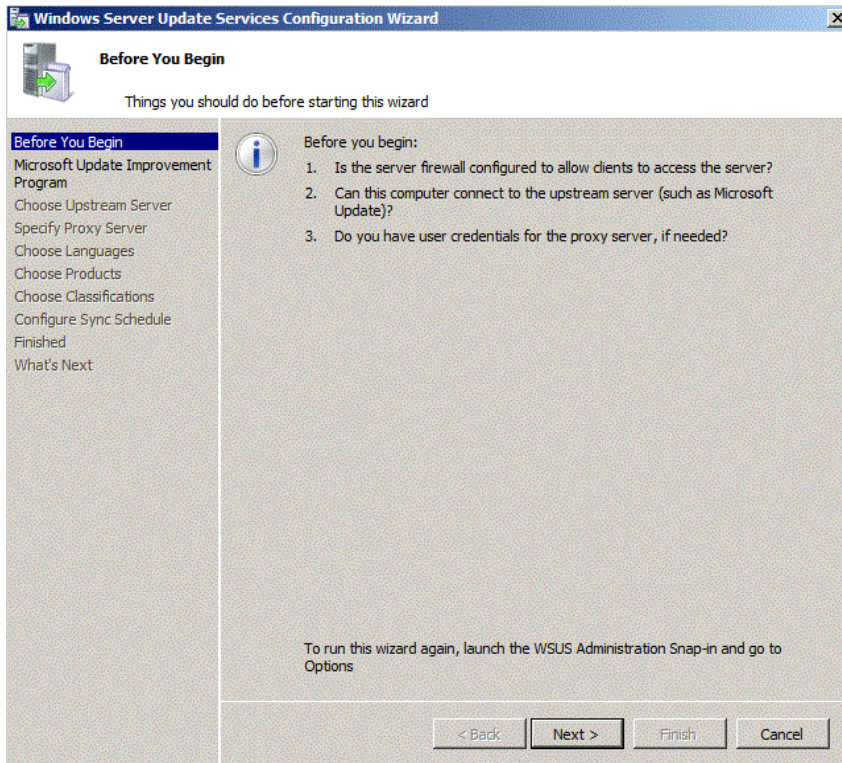 Windows Server Update Services Configuration Wizard
Before You Begin
Things you should do before starting this wizard
Before You Begin
Microsoft Update Improvement
Program
Choose Upstream Server
Specify Proxy Server
Choose Languages
Choose Products
Choose Classifications
Configure Sync Schedule
Finished
What's Next
Before you begin:
1. Is the server firewall configured to allow clients to access the server?
2. Can this computer connect to the upstream server (such as Microsoft
Update)?
3. Do you have user credentials for the proxy server, if needed?
To run this wizard again, launch the WSUS Administration Snap-in and go to
Options
< Back
Next >
Finish
Cancel